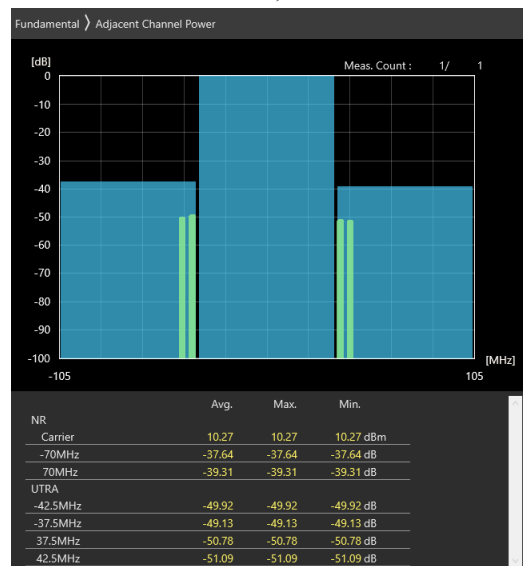 Fundamental ❭ Adjacent Channel Power
[dB]
Meas. Count : 1/ 1
0
-10
-20
-30
-40
-50
-60
-70
-80
-90
-100
[MHz]
-105 105
Avg. Max. Min.
NR
Carrier 10.27 10.27 10.27 dBm
-70MHz -37.64 -37.64 -37.64 dB
70MHz -39.31 -39.31 -39.31 dB
UTRA
-42.5MHz -49.92 -49.92 -49.92 dB
-37.5MHz -49.13 -49.13 -49.13 dB
37.5MHz -50.78 -50.78 -50.78 dB
42.5MHz -51.09 -51.09 -51.09 dB